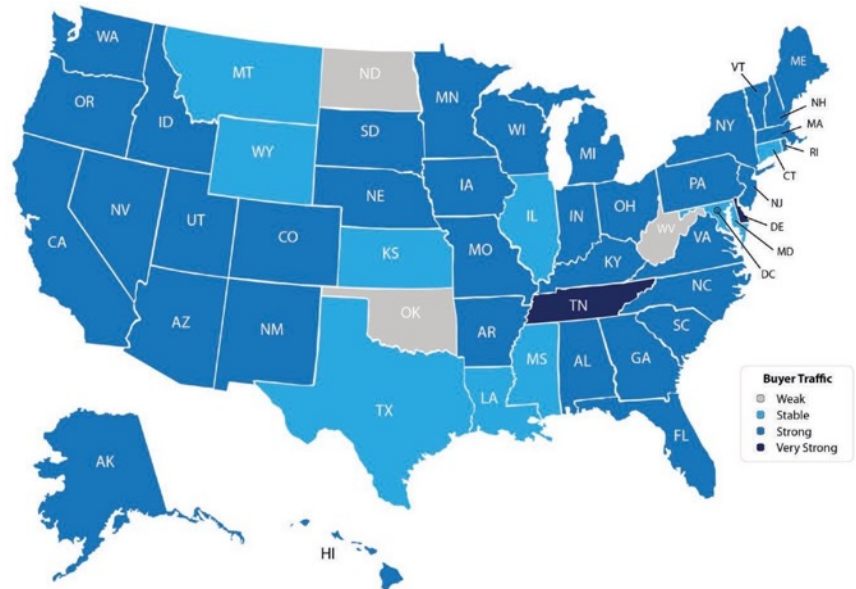 WA
MT
ND
MN
VT
ME
OR
ID
WY
SD
WI
MI
NY
NH
MA
RI
CT
NV
UT
CO
NE
IA
IL
IN
OH
PA
NJ
DE
MD
DC
CA
KS
MO
KY
WV
VA
AZ
NM
OK
AR
TN
NC
SC
TX
LA
MS
AL
GA
FL
AK
HI
Buyer Traffic
Weak
Stable
Strong
Very Strong